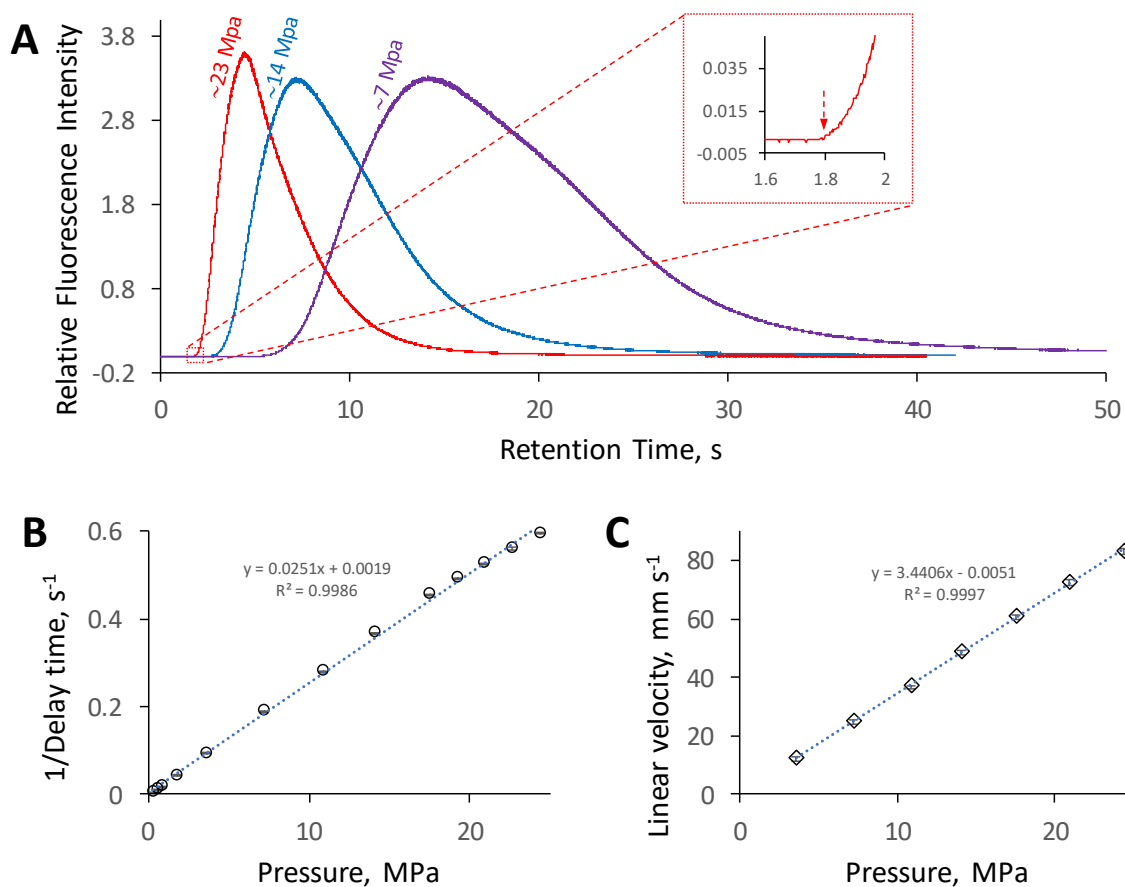 A
Relative Fluorescence Intensity
3.8
2.8
1.8
0.8
-0.2
~23 Mpa
~14 Mpa
~7 Mpa
0.035
0.015
-0.005
1.6
1.8
2
0
10
20
30
40
50
Retention Time, s
B
1/Delay time, s⁻¹
0.6
0.4
0.2
0
y = 0.0251x + 0.0019
R² = 0.9986
0
10
20
Pressure, MPa
C
Linear velocity, mm s⁻¹
80
60
40
20
0
y = 3.4406x - 0.0051
R² = 0.9997
0
10
20
Pressure, MPa